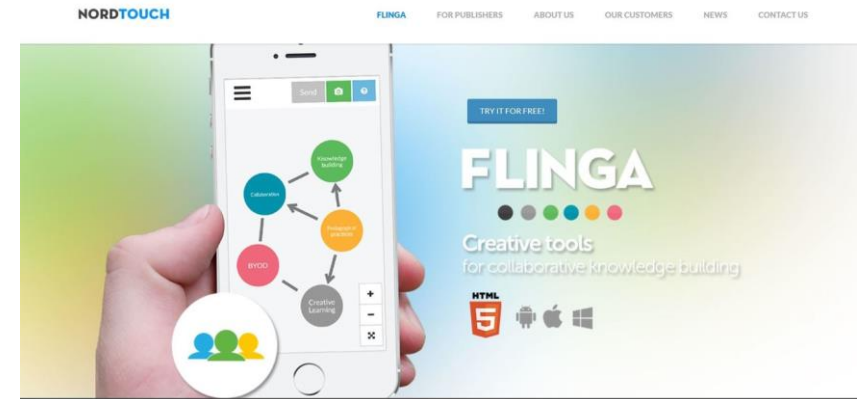 NORDTOUCH
FLINGA
FOR PUBLISHERS
ABOUT US
OUR CUSTOMERS
NEWS
CONTACT US
Send
Knowledge
building
Collaboration
BYOD
Creative
Learning
+
−
TRY IT FOR FREE!
FLINGA
Creative tools
for collaborative knowledge building
HTML
5